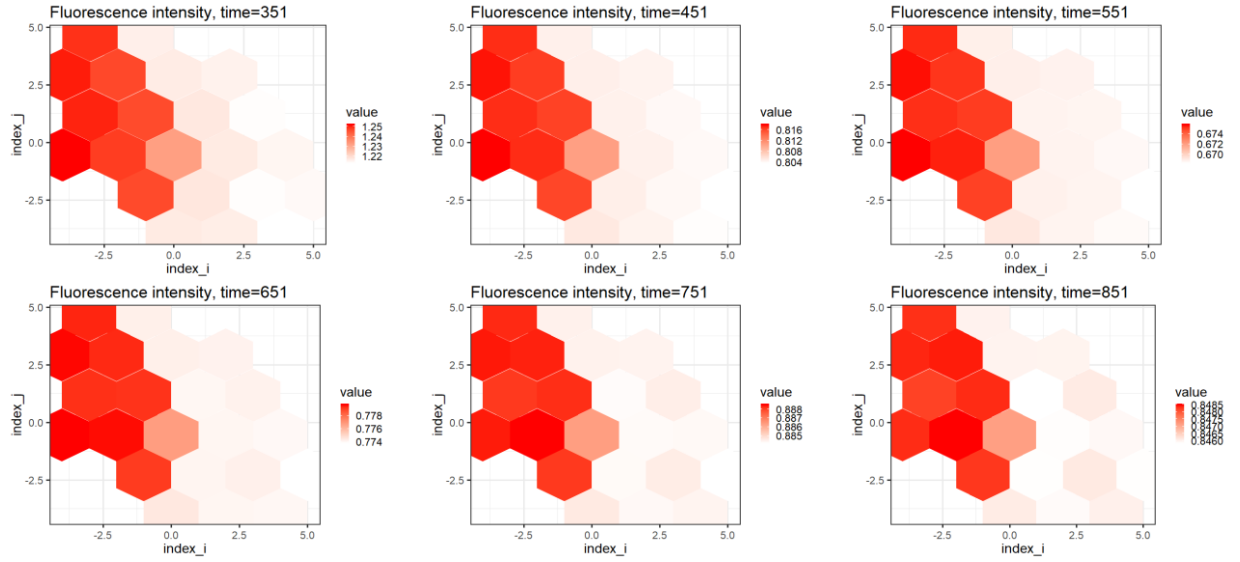 Fluorescence intensity, time=351
5.0
2.5
0.0
-2.5
index_j
-2.5 0.0 2.5 5.0
index_i
value
1.25
1.24
1.23
1.22
Fluorescence intensity, time=451
5.0
2.5
0.0
-2.5
index_j
-2.5 0.0 2.5 5.0
index_i
value
0.816
0.812
0.808
0.804
Fluorescence intensity, time=551
5.0
2.5
0.0
-2.5
index_j
-2.5 0.0 2.5 5.0
index_i
value
0.674
0.672
0.670
Fluorescence intensity, time=651
5.0
2.5
0.0
-2.5
index_j
-2.5 0.0 2.5 5.0
index_i
value
0.778
0.776
0.774
Fluorescence intensity, time=751
5.0
2.5
0.0
-2.5
index_j
-2.5 0.0 2.5 5.0
index_i
value
0.888
0.887
0.886
0.885
Fluorescence intensity, time=851
5.0
2.5
0.0
-2.5
index_j
-2.5 0.0 2.5 5.0
index_i
value
0.8485
0.8480
0.8475
0.8470
0.8465
0.8460